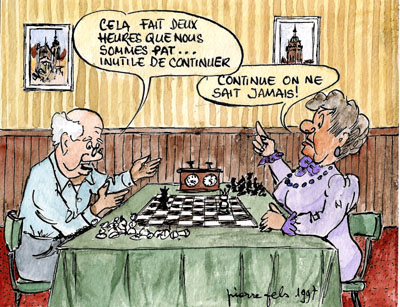 CELA FAIT DEUX
HEURES QUE NOUS
SOMMES PAT...
INUTILE DE CONTINUER
CONTINUE ON NE
SAIT JAMAIS!
pierre fels 1997